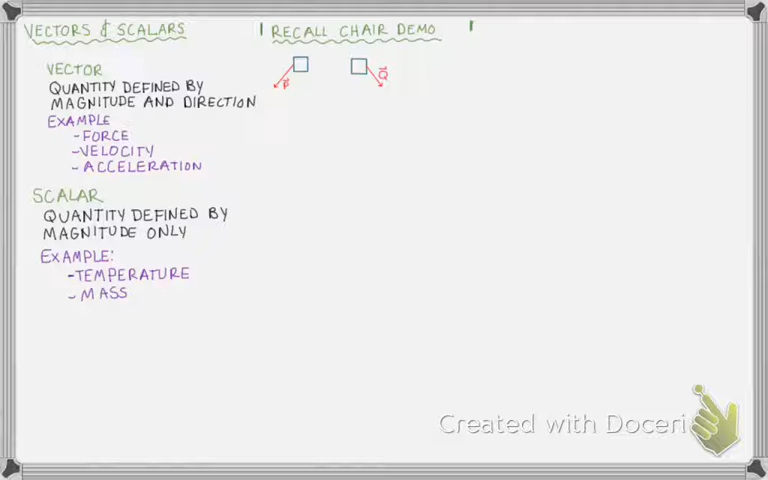 VECTORS & SCALARS
VECTOR
QUANTITY DEFINED BY
MAGNITUDE AND DIRECTION
EXAMPLE
-FORCE
-VELOCITY
-ACCELERATION
SCALAR
QUANTITY DEFINED BY
MAGNITUDE ONLY
EXAMPLE:
-TEMPERATURE
-MASS
RECALL CHAIR DEMO
P
Q
Created with Doceri